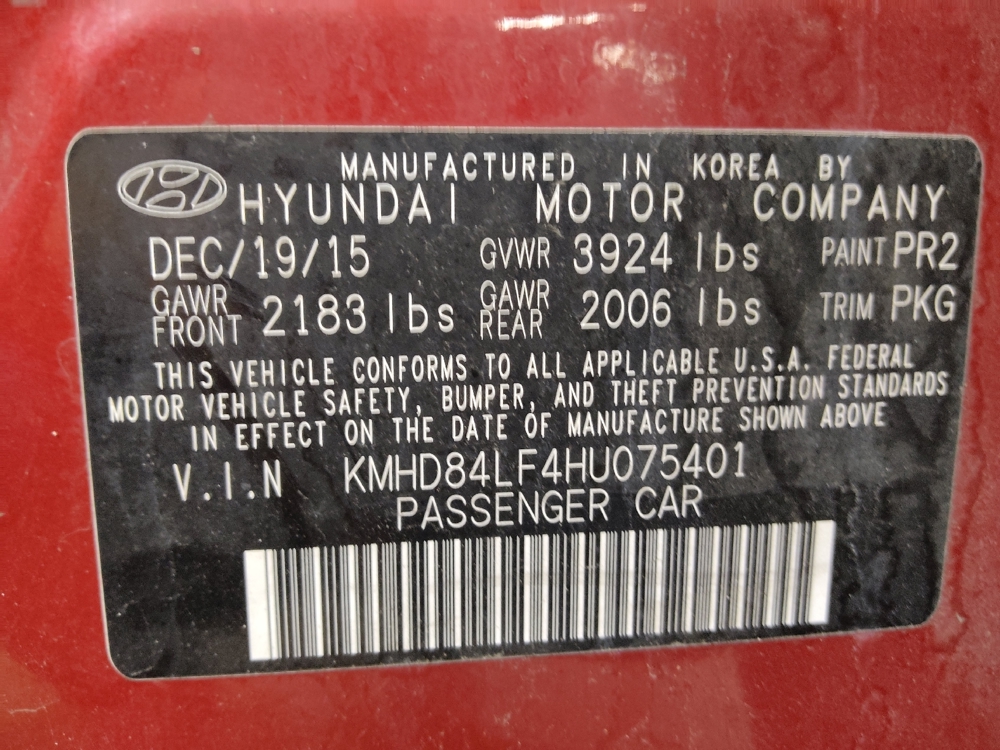 MANUFACTURED IN KOREA BY
HYUNDAI MOTOR COMPANY
DEC/19/15 GVWR 3924 lbs PAINT PR2
GAWR FRONT 2183 lbs GAWR REAR 2006 lbs TRIM PKG
THIS VEHICLE CONFORMS TO ALL APPLICABLE U.S.A. FEDERAL
MOTOR VEHICLE SAFETY, BUMPER, AND THEFT PREVENTION STANDARDS
IN EFFECT ON THE DATE OF MANUFACTURE SHOWN ABOVE
V.I.N KMHD84LF4HU075401
PASSENGER CAR